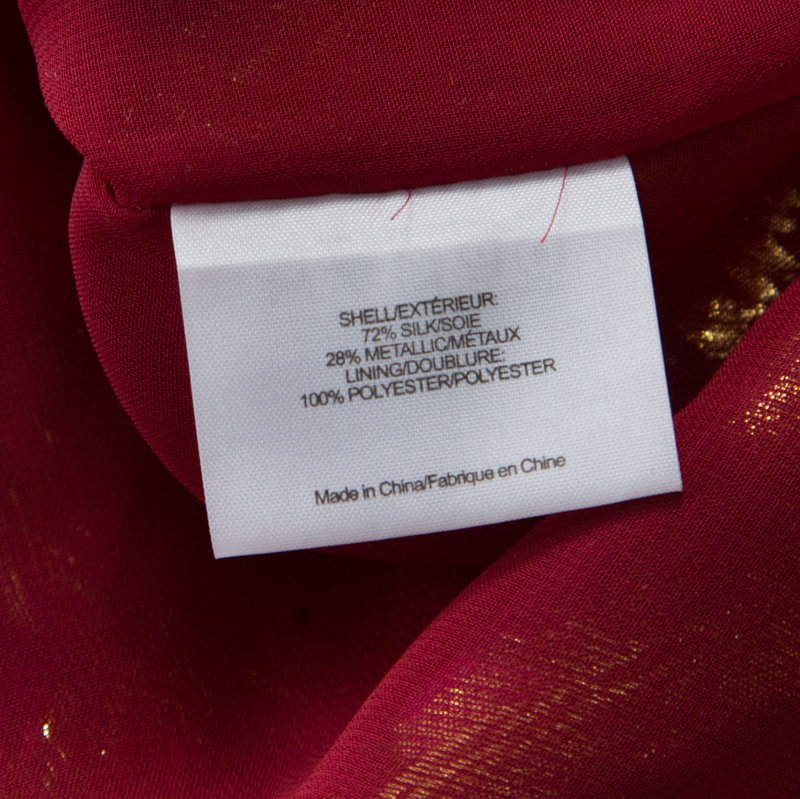 SHELL/EXTÉRIEUR:
72% SILK/SOIE
28% METALLIC/MÉTAUX
LINING/DOUBLURE:
100% POLYESTER/POLYESTER
Made in China/Fabrique en Chine